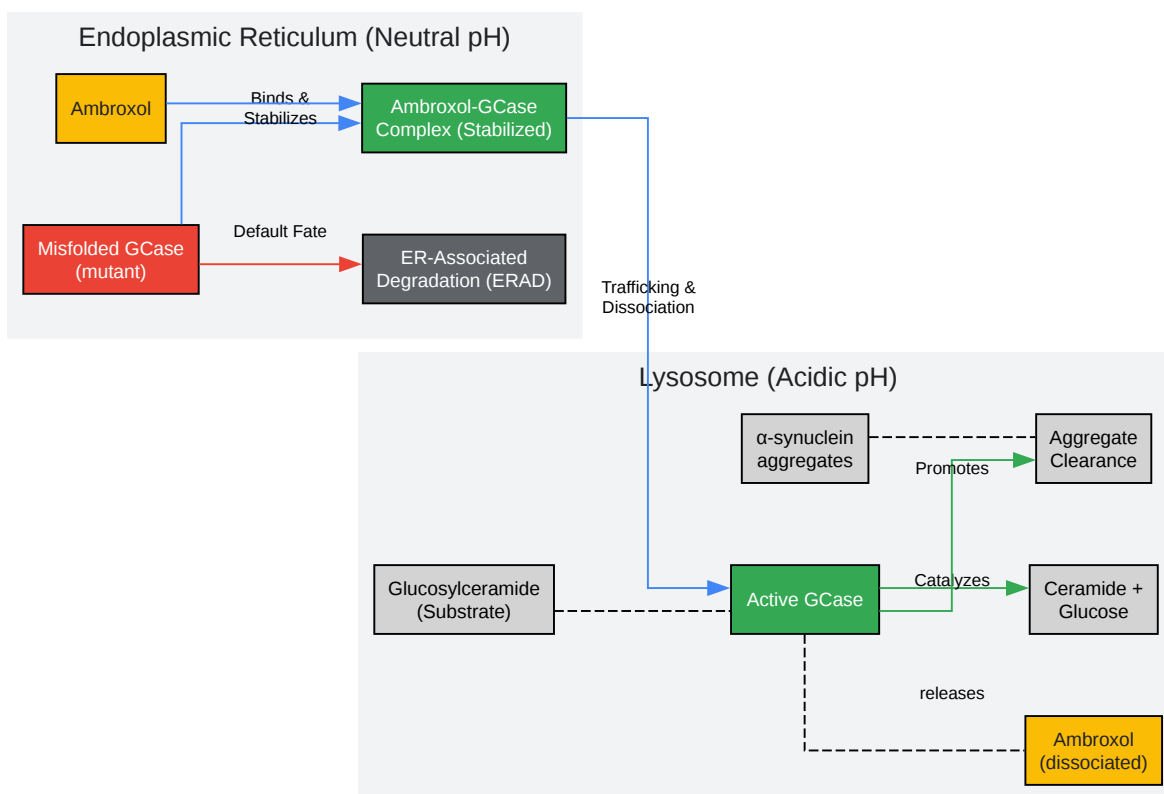 Endoplasmic Reticulum (Neutral pH)
Ambroxol
Binds &
Stabilizes
Ambroxol-GCase
Complex (Stabilized)
Misfolded GCase
(mutant)
Default Fate
ER-Associated
Degradation (ERAD)
Trafficking &
Dissociation
Lysosome (Acidic pH)
α-synuclein
aggregates
Promotes
Aggregate
Clearance
Glucosylceramide
(Substrate)
Active GCase
Catalyzes
Ceramide +
Glucose
releases
Ambroxol
(dissociated)